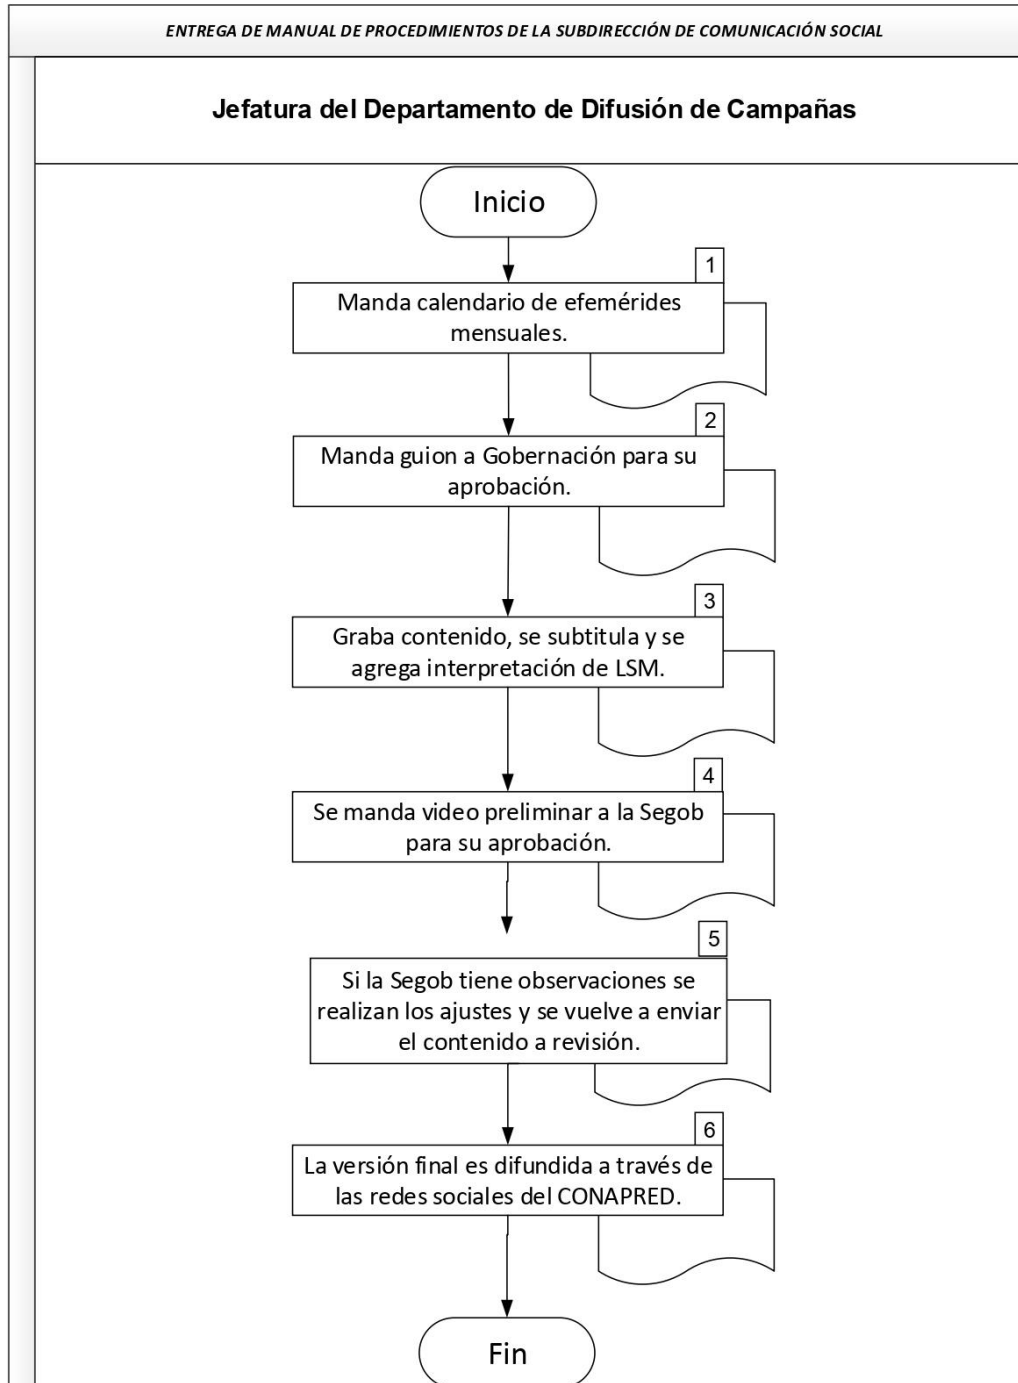 ENTREGA DE MANUAL DE PROCEDIMIENTOS DE LA SUBDIRECCIÓN DE COMUNICACIÓN SOCIAL
Jefatura del Departamento de Difusión de Campañas
Inicio
1
Manda calendario de efemérides
mensuales.
2
Manda guion a Gobernación para su
aprobación.
3
Graba contenido, se subtitula y se
agrega interpretación de LSM.
4
Se manda video preliminar a la Segob
para su aprobación.
5
Si la Segob tiene observaciones se
realizan los ajustes y se vuelve a enviar
el contenido a revisión.
6
La versión final es difundida a través de
las redes sociales del CONAPRED.
Fin